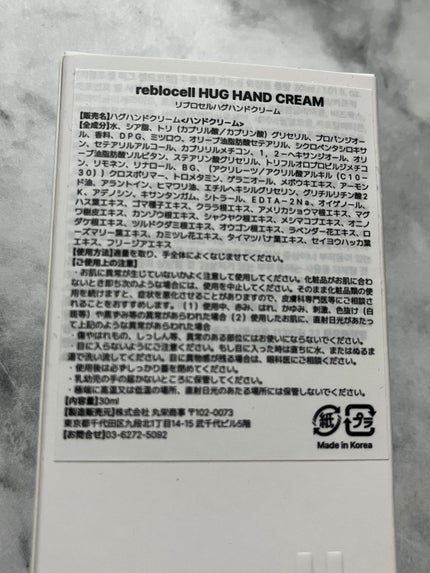 reblocell HUG HAND CREAM
リブロセルハグハンドクリーム
【販売名】ハグハンドクリーム<ハンドクリーム>
【全成分】水、シア脂、トリ（カプリル酸／カプリン酸）グリセリル、プロパンジオ
ール、香料、DPG、ミツロウ、オリーブ油脂肪酸セテアリル、シクロペンタシロキサ
ン、セテアリルアルコール、カプリリルメチコン、1，2－ヘキサンジオール、オリ
ーブ油脂肪酸ソルビタン、ステアリン酸グリセリル、トリフルオロプロピルジメチコ
ン、リモネン、リナロール、BG、（アクリレーツ／アクリル酸アルキル（C10－
30））クロスポリマー、トロメタミン、ゲラニオール、メボウキエキス、アーモン
ド油、アラントイン、ヒマワリ油、エチルヘキシルグリセリン、グリチルリチン酸2
K、アデノシン、キサンタンガム、シトラール、EDTA－2Na、オイゲノール、
ハス葉エキス、ゴマ種子エキス、クララ根エキス、アメリカショウマ根エキス、マグ
ワ樹皮エキス、カンゾウ根エキス、シャクヤク根エキス、メシマコブエキス、オニノ
ダケ根エキス、ツルドクダミ根エキス、オウゴン根エキス、ラベンダー花エキス、ロ
ーズマリー葉エキス、カミツレ花エキス、タイマツバナ葉エキス、セイヨウハッカ葉
エキス、フリージアエキス
【使用方法】適量を取り、手全体によくなじませてください。
【ご使用上の注意】
・お肌に異常が生じていないかよく注意して使用してください。化粧品がお肌に合わ
ないとき即ち次のような場合には、使用を中止してください。そのまま化粧品類の使
用を続けますと、症状を悪化させることがありますので、皮膚科専門医等にご相談さ
れることをおすすめします。（1）使用中、赤み、はれ、かゆみ、刺激、色抜け（白
斑等）や黒ずみ等の異常があらわれた場合（2）使用したお肌に、直射日光があたっ
て上記のような異常があらわれた場合
・傷やはれもの、しっしん等、異常のある部位にはお使いにならないでください。
・目に入らないようにご注意ください。もし目に入った時は直ちに水、またはぬるま
湯で洗い流してください。目に異物感が残る場合は、眼科医にご相談ください。
・使用後は必ずしっかり蓋を閉めてください。
・乳幼児の手の届かないところに保管してください。
・極端に高温又は低温の場所、直射日光のあたる場所には保管しないでください。
【内容量】30ml
【製造販売元】株式会社 丸栄商事 〒102-0073
東京都千代田区九段北1丁目14-15 武千代ビル5階
【お問い合わせ】03-6272-5092
紙 プラ
Made in Korea